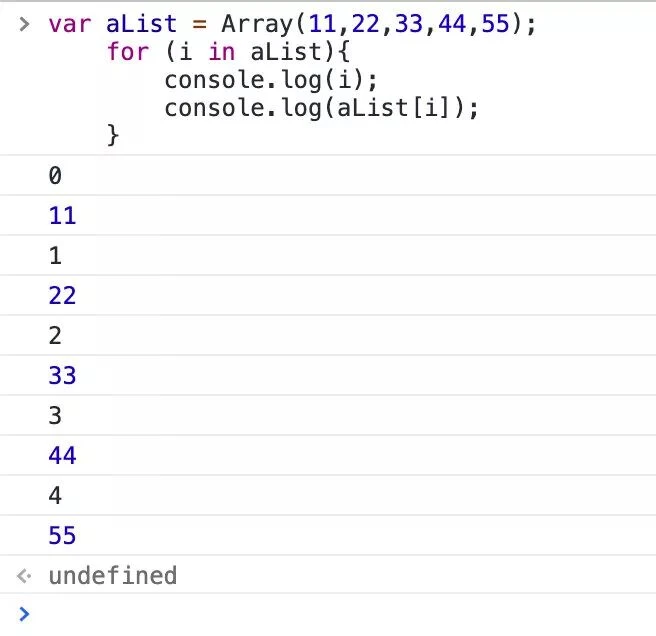 > var aList = Array(11,22,33,44,55);
for (i in aList){
console.log(i);
console.log(aList[i]);
}
0
11
1
22
2
33
3
44
4
55
undefined
>